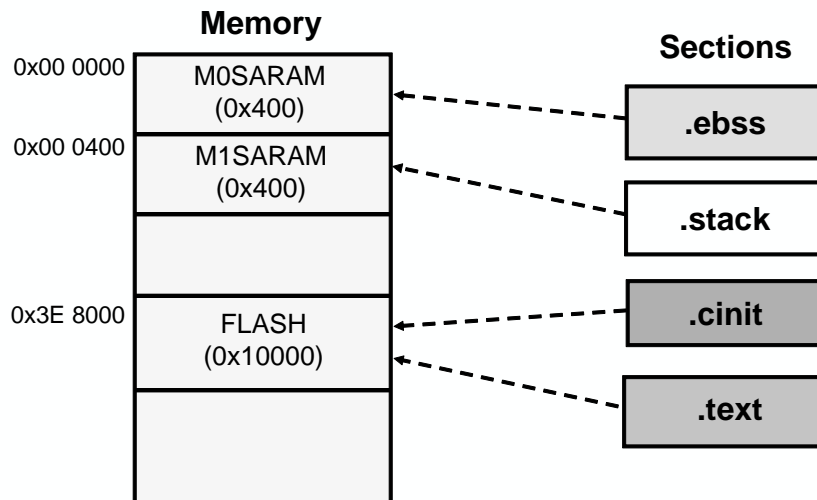 Memory
Sections
0x00 0000
M0SARAM
(0x400)
.ebss
0x00 0400
M1SARAM
(0x400)
.stack
0x3E 8000
FLASH
(0x10000)
.cinit
.text